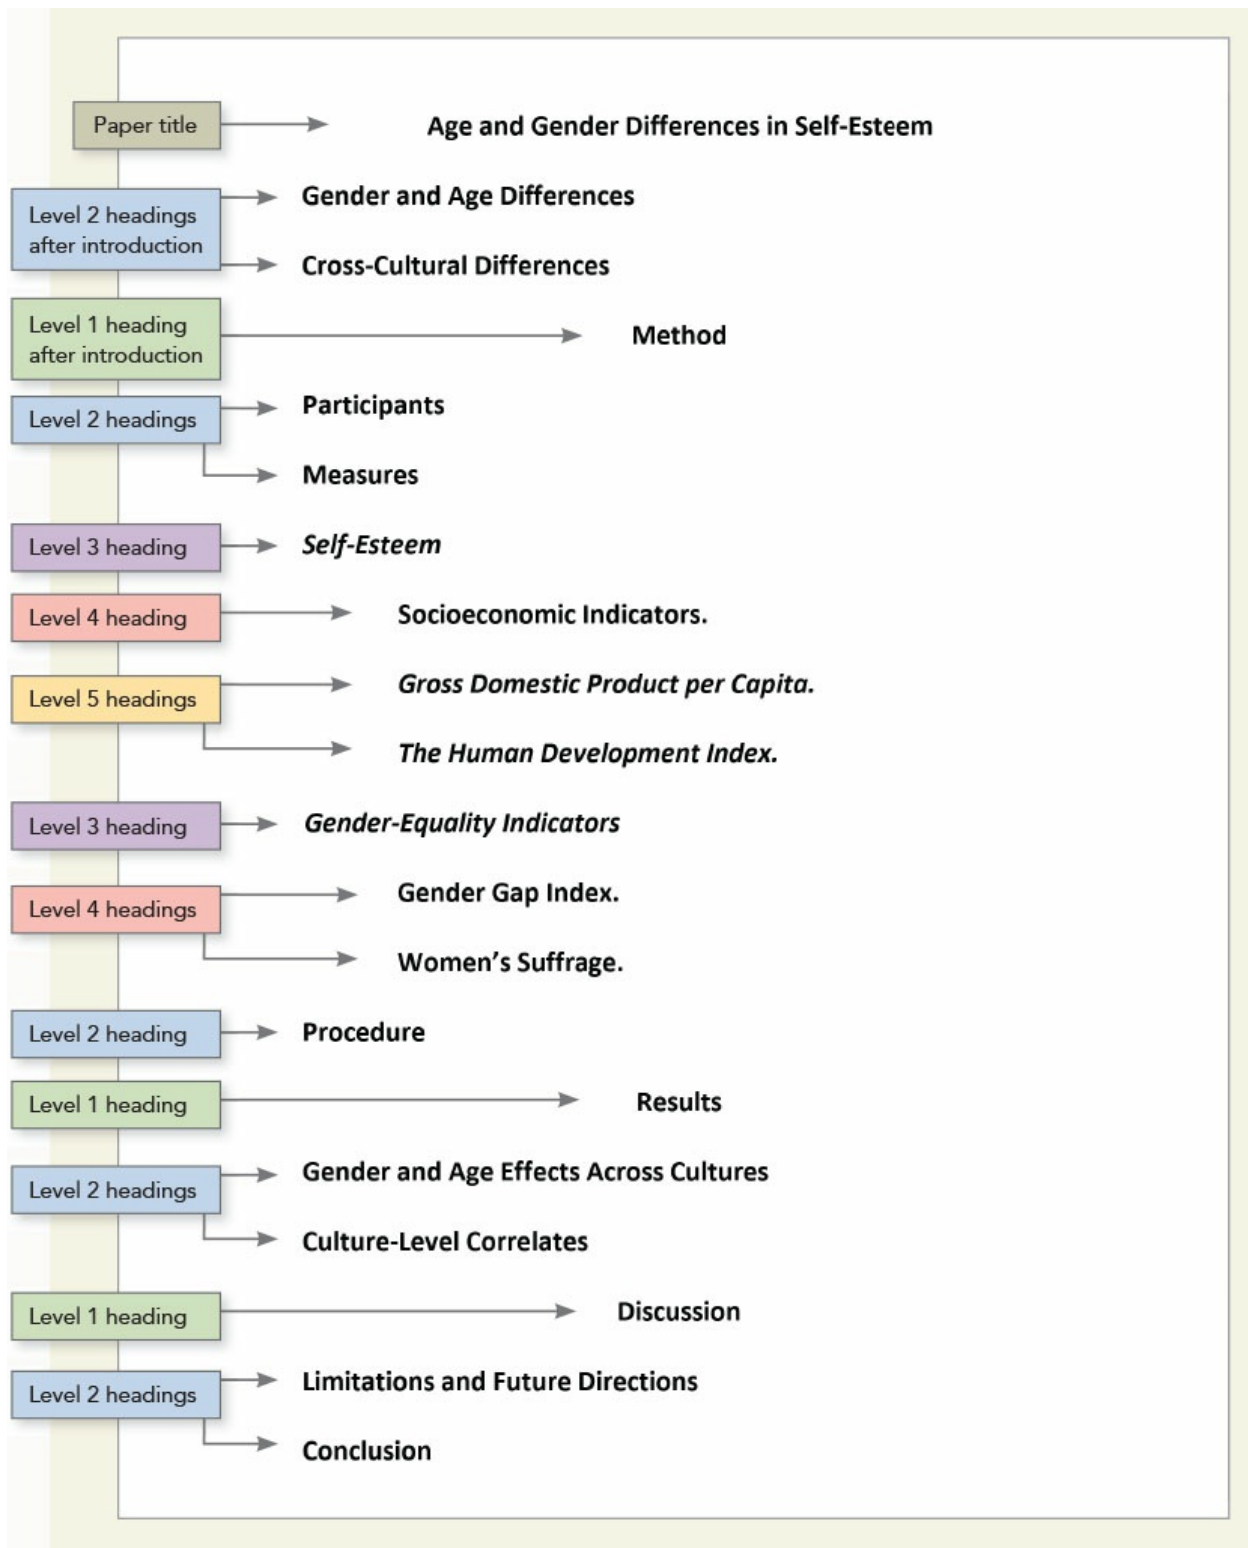 Paper title
Age and Gender Differences in Self-Esteem
Level 2 headings
after introduction
Gender and Age Differences
Cross-Cultural Differences
Level 1 heading
after introduction
Method
Level 2 headings
Participants
Measures
Level 3 heading
Self-Esteem
Level 4 heading
Socioeconomic Indicators.
Level 5 headings
Gross Domestic Product per Capita.
The Human Development Index.
Level 3 heading
Gender-Equality Indicators
Level 4 headings
Gender Gap Index.
Women’s Suffrage.
Level 2 heading
Procedure
Level 1 heading
Results
Level 2 headings
Gender and Age Effects Across Cultures
Culture-Level Correlates
Level 1 heading
Discussion
Level 2 headings
Limitations and Future Directions
Conclusion